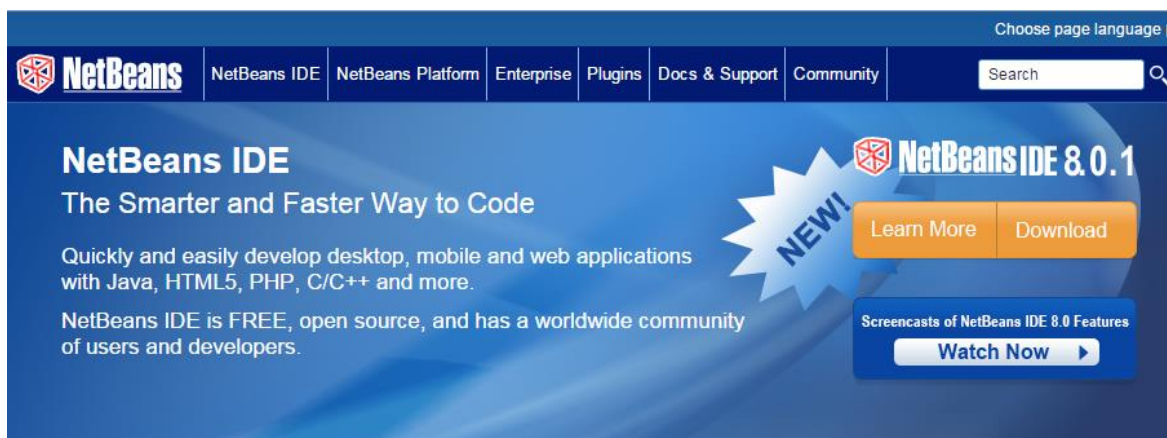 Choose page language
NetBeans
NetBeans IDE
NetBeans Platform
Enterprise
Plugins
Docs & Support
Community
Search
NetBeans IDE
The Smarter and Faster Way to Code
Quickly and easily develop desktop, mobile and web applications
with Java, HTML5, PHP, C/C++ and more.
NetBeans IDE is FREE, open source, and has a worldwide community
of users and developers.
NEW!
NetBeans IDE 8.0.1
Learn More
Download
Screencasts of NetBeans IDE 8.0 Features
Watch Now